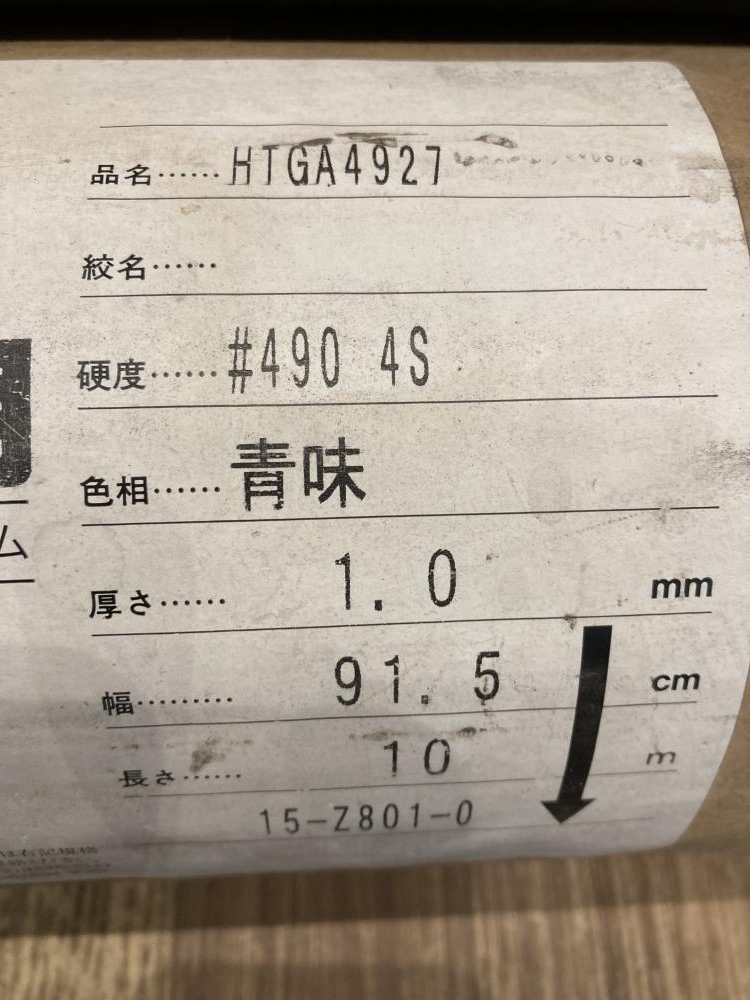 品名……HTGA4927
絞名……
硬度……#490 4S
色相……青味
厚さ…… 1.0 mm
幅……… 91.5 cm
長さ…… 10 m
15-Z801-0
ム